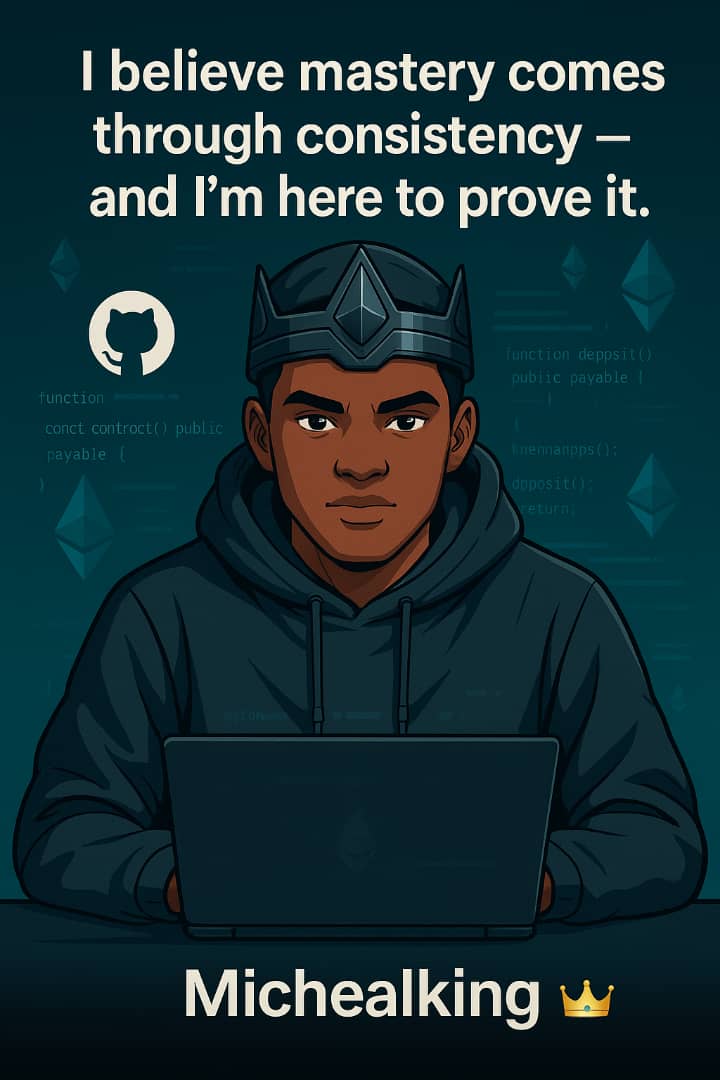 I believe mastery comes
through consistency —
and I'm here to prove it.
function
conct controct() public
payable {
}
function deppsit()
public payable {
}
{
dpposit();
return;
Michealking 👑